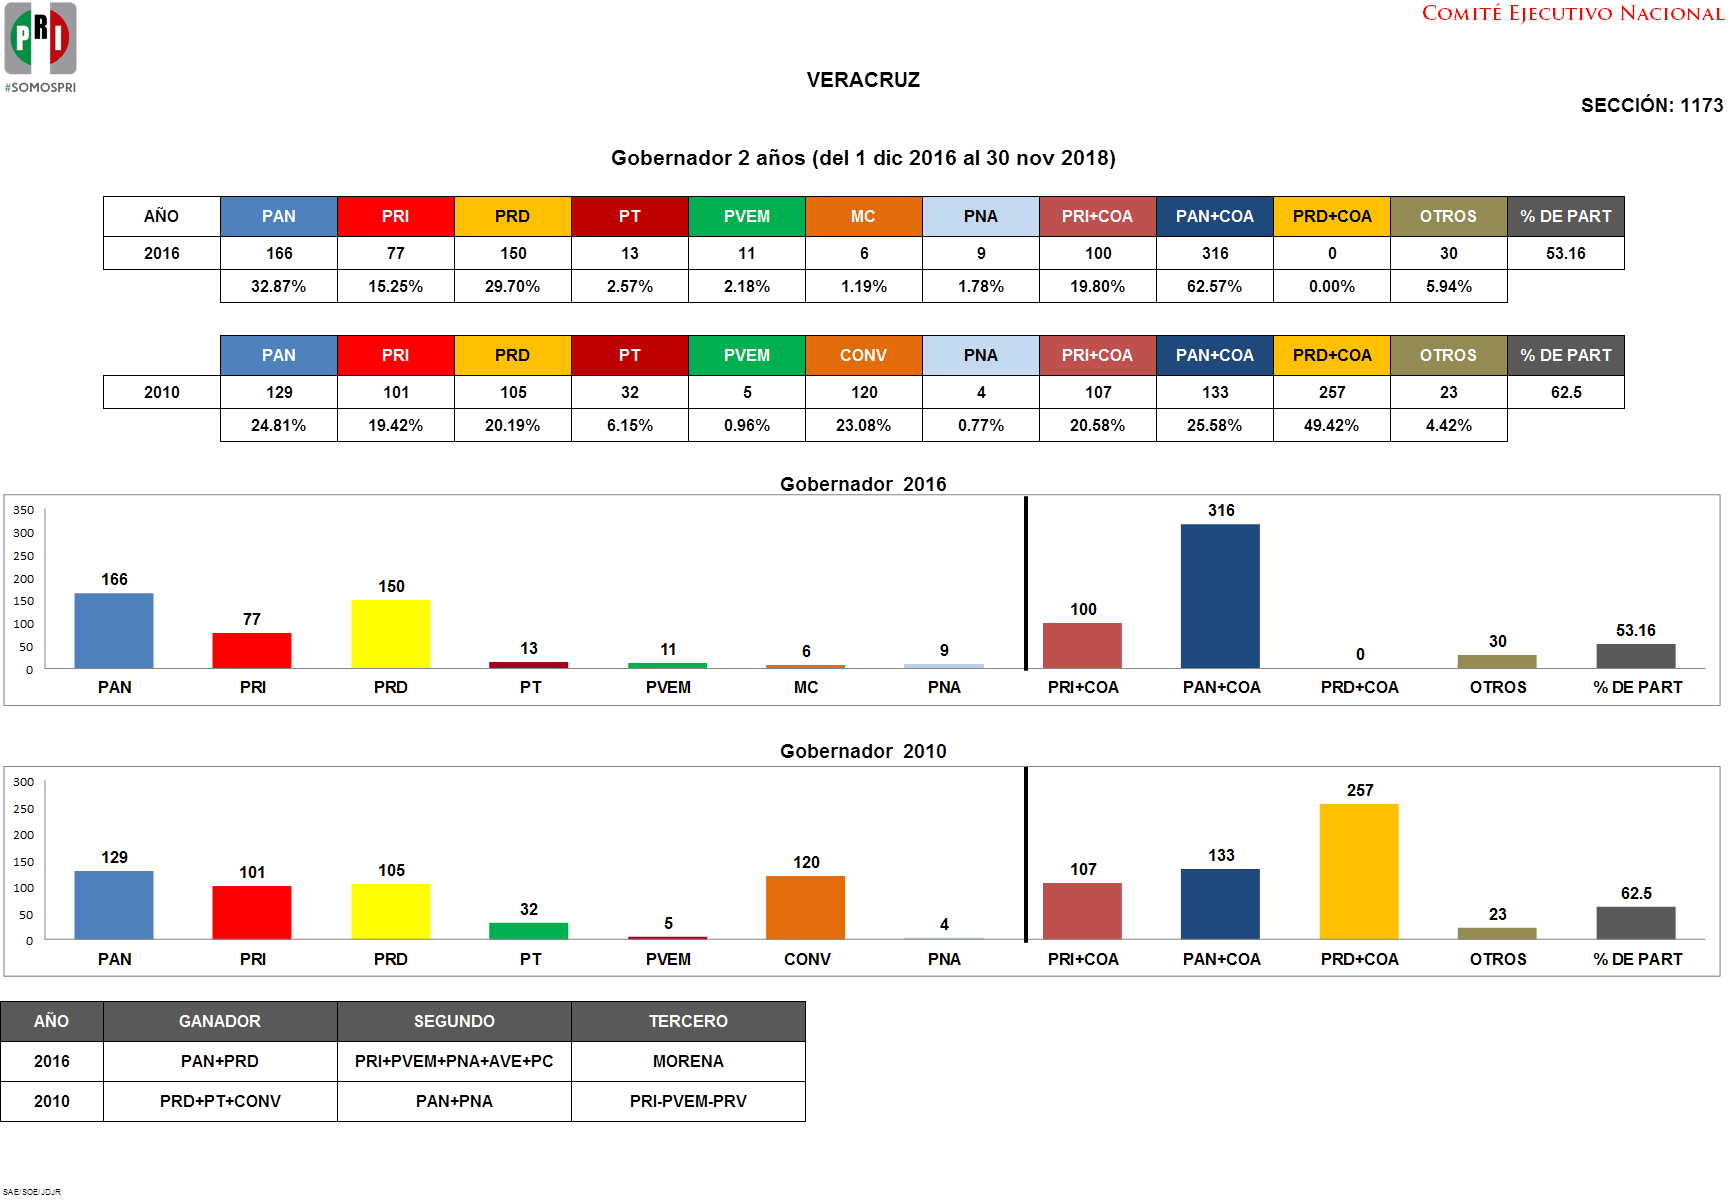 COMITÉ EJECUTIVO NACIONAL
PRI
#SOMOSPRI
VERACRUZ
SECCIÓN: 1173
Gobernador 2 años (del 1 dic 2016 al 30 nov 2018)
AÑO PAN PRI PRD PT PVEM MC PNA PRI+COA PAN+COA PRD+COA OTROS % DE PART
2016 166 77 150 13 11 6 9 100 316 0 30 53.16
32.87% 15.25% 29.70% 2.57% 2.18% 1.19% 1.78% 19.80% 62.57% 0.00% 5.94%
PAN PRI PRD PT PVEM CONV PNA PRI+COA PAN+COA PRD+COA OTROS % DE PART
2010 129 101 105 32 5 120 4 107 133 257 23 62.5
24.81% 19.42% 20.19% 6.15% 0.96% 23.08% 0.77% 20.58% 25.58% 49.42% 4.42%
Gobernador 2016
350
300
250
200
150
100
50
0
166 77 150 13 11 6 9 100 316 0 30 53.16
PAN PRI PRD PT PVEM MC PNA PRI+COA PAN+COA PRD+COA OTROS % DE PART
Gobernador 2010
300
250
200
150
100
50
0
129 101 105 32 5 120 4 107 133 257 23 62.5
PAN PRI PRD PT PVEM CONV PNA PRI+COA PAN+COA PRD+COA OTROS % DE PART
AÑO GANADOR SEGUNDO TERCERO
2016 PAN+PRD PRI+PVEM+PNA+AVE+PC MORENA
2010 PRD+PT+CONV PAN+PNA PRI-PVEM-PRV
SAE/SOE/JDJR